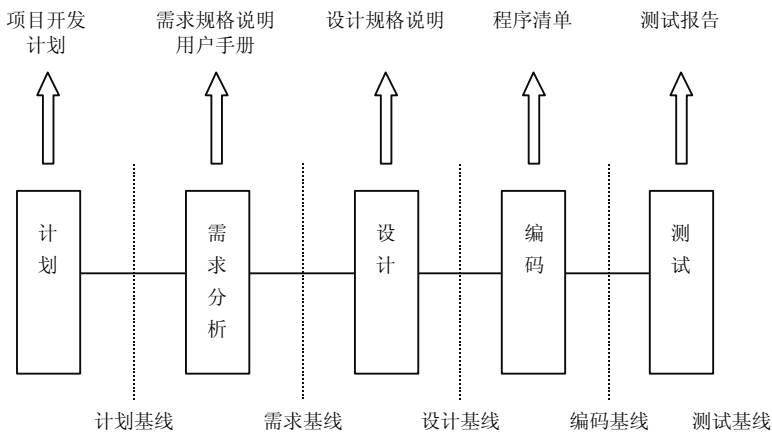 项目开发
计划
需求规格说明
用户手册
设计规格说明
程序清单
测试报告
计划
需求分析
设计
编码
测试
计划基线
需求基线
设计基线
编码基线
测试基线